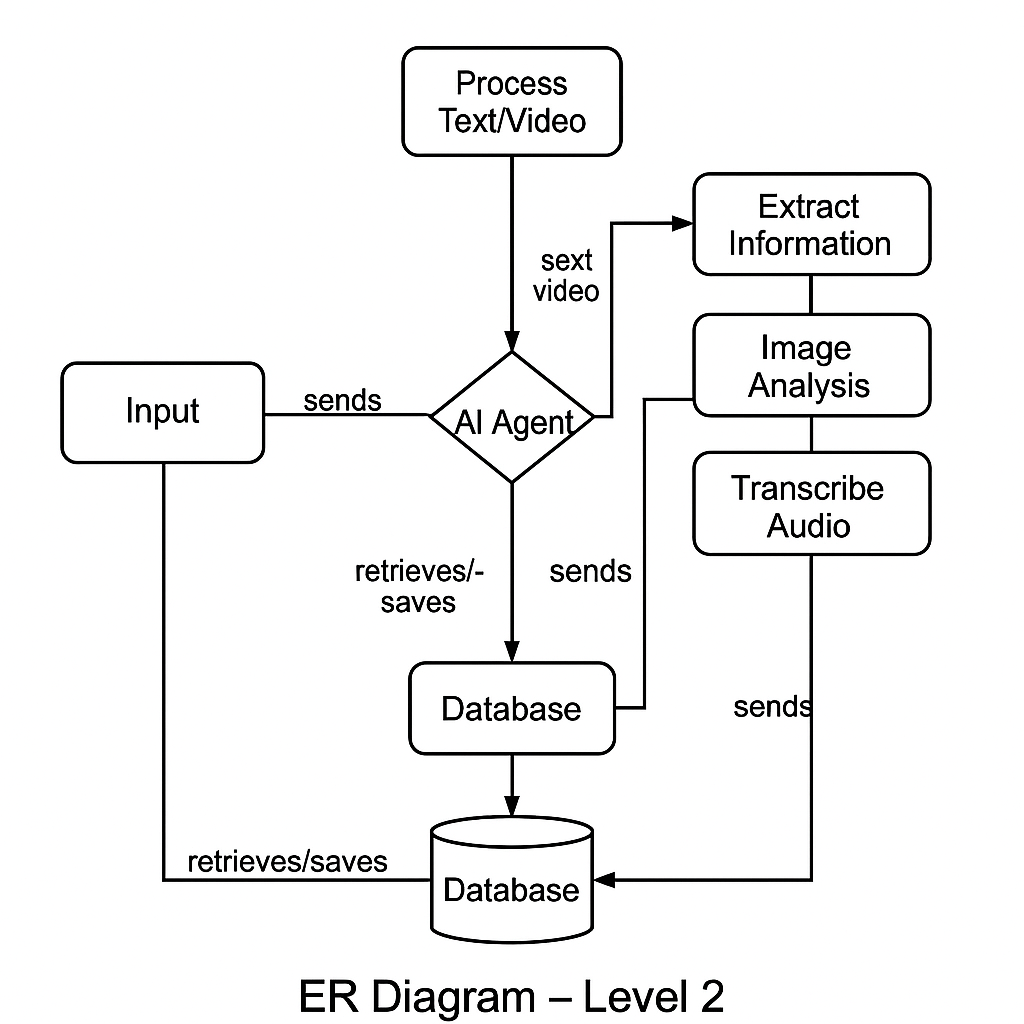 Process
Text/Video
Extract
Information
sext
video
Image
Analysis
Input
sends
AI Agent
Transcribe
Audio
retrieves/-
saves
sends
Database
sends
retrieves/saves
Database
ER Diagram – Level 2